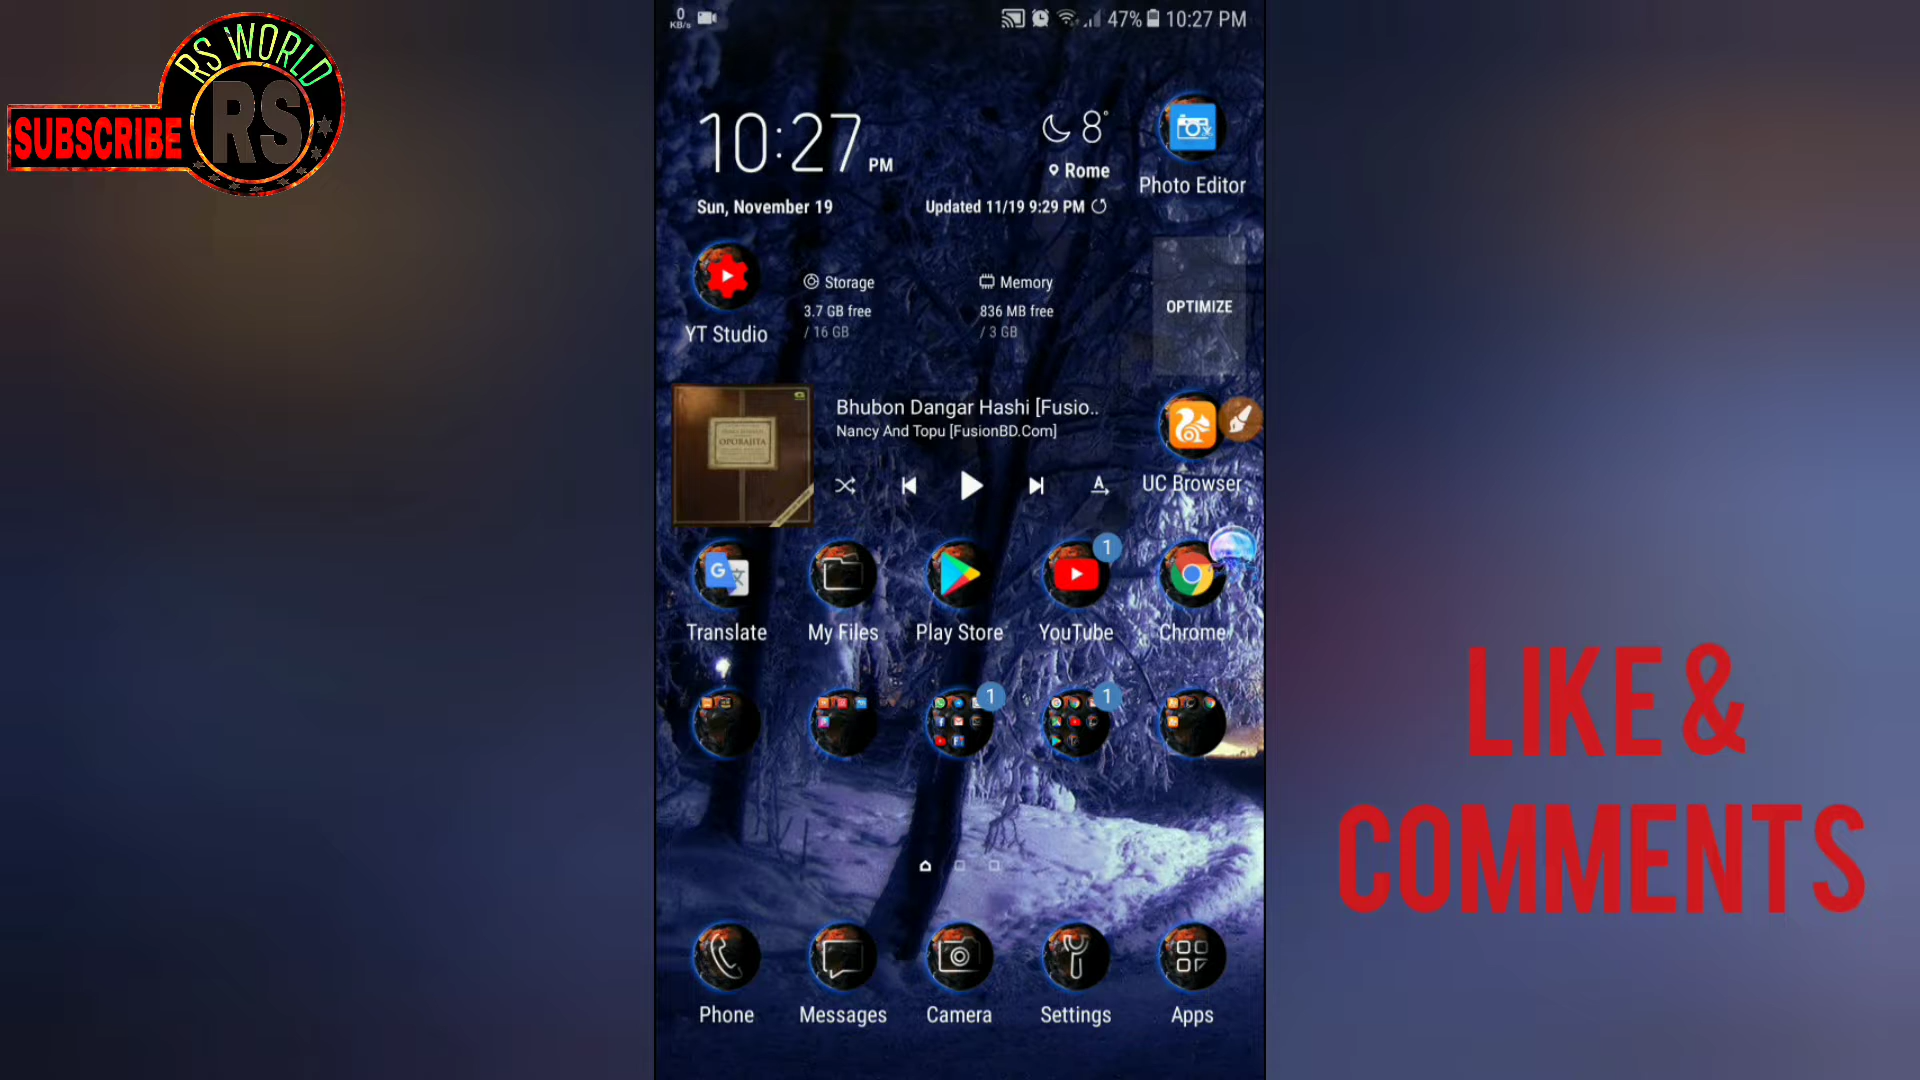 RS WORLD
RS
SUBSCRIBE
0
KB/s
47% 10:27 PM
10:27 PM
8°
Rome
Sun, November 19
Updated 11/19 9:29 PM
Photo Editor
YT Studio
Storage
3.7 GB free
/ 16 GB
Memory
836 MB free
/ 3 GB
OPTIMIZE
OPORAJITA
Bhubon Dangar Hashi [Fusio..
Nancy And Topu [FusionBD.Com]
A
UC Browser
1
Translate
My Files
Play Store
YouTube
Chrome
1
1
Phone
Messages
Camera
Settings
Apps
LIKE &
COMMENTS